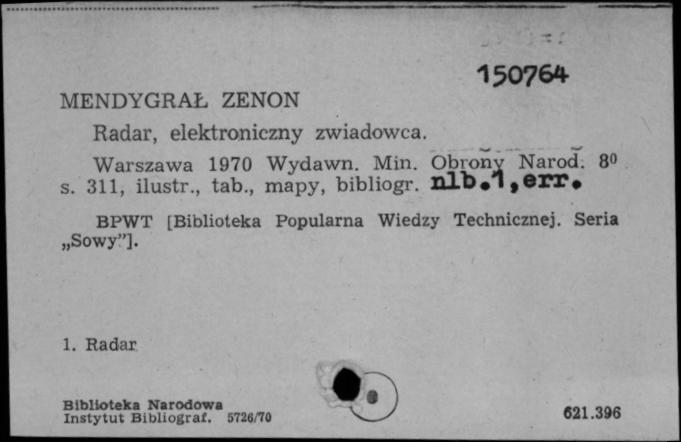 150764
MENDYGRAŁ ZENON
Radar, elektroniczny zwiadowca.
Warszawa 1970 Wydawn. Min. Obrony Narod. 8⁰
s. 311, ilustr., tab., mapy, bibliogr. nlb.1,err.
BPWT [Biblioteka Popularna Wiedzy Technicznej. Seria
„Sowy”].
1. Radar
Biblioteka Narodowa
Instytut Bibliograf. 5726/70
621.396